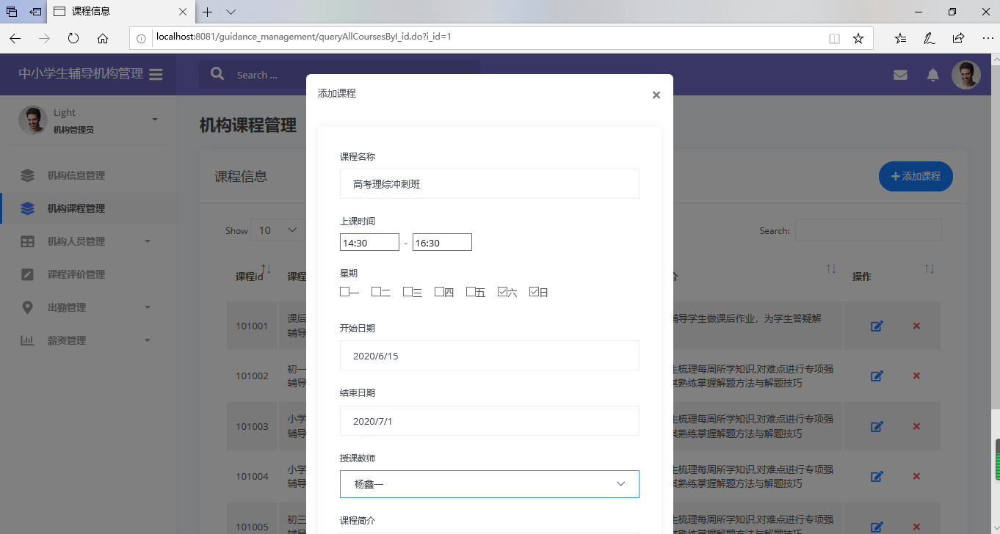 课程信息
localhost:8081/guidance_management/queryAllCoursesByI_id.do?i_id=1
中小学生辅导机构管理
Search ...
Light
机构管理员
机构信息管理
机构课程管理
机构人员管理
课程评价管理
出勤管理
薪资管理
机构课程管理
课程信息
添加课程
Show 10
Search:
课程id
课程
介
操作
101001
课后
辅导
辅导学生做课后作业，为学生答疑解
101002
初一
辅导
生梳理每周所学知识,对难点进行专项强
其熟练掌握解题方法与解题技巧
101003
小学
辅导
生梳理每周所学知识,对难点进行专项强
其熟练掌握解题方法与解题技巧
101004
小学
辅导
生梳理每周所学知识,对难点进行专项强
其熟练掌握解题方法与解题技巧
101005
初三
辅导
生梳理每周所学知识,对难点进行专项强
其熟练掌握解题方法与解题技巧
添加课程
课程名称
高考理综冲刺班
上课时间
14:30 - 16:30
星期
一 二 三 四 五 六 日
开始日期
2020/6/15
结束日期
2020/7/1
授课教师
杨鑫一
课程简介